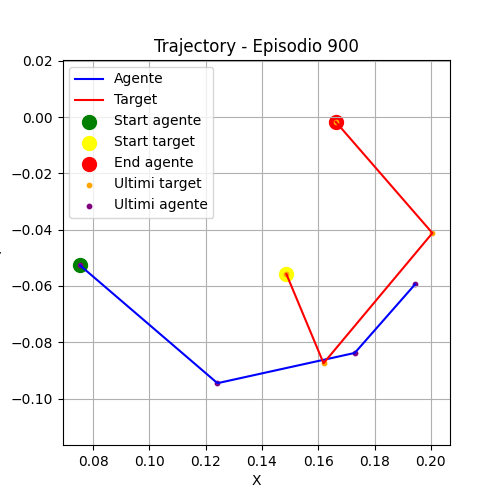 Trajectory - Episodio 900
Agente
Target
Start agente
Start target
End agente
Ultimi target
Ultimi agente
0.02
0.00
−0.02
−0.04
−0.06
−0.08
−0.10
0.08
0.10
0.12
0.14
0.16
0.18
0.20
X